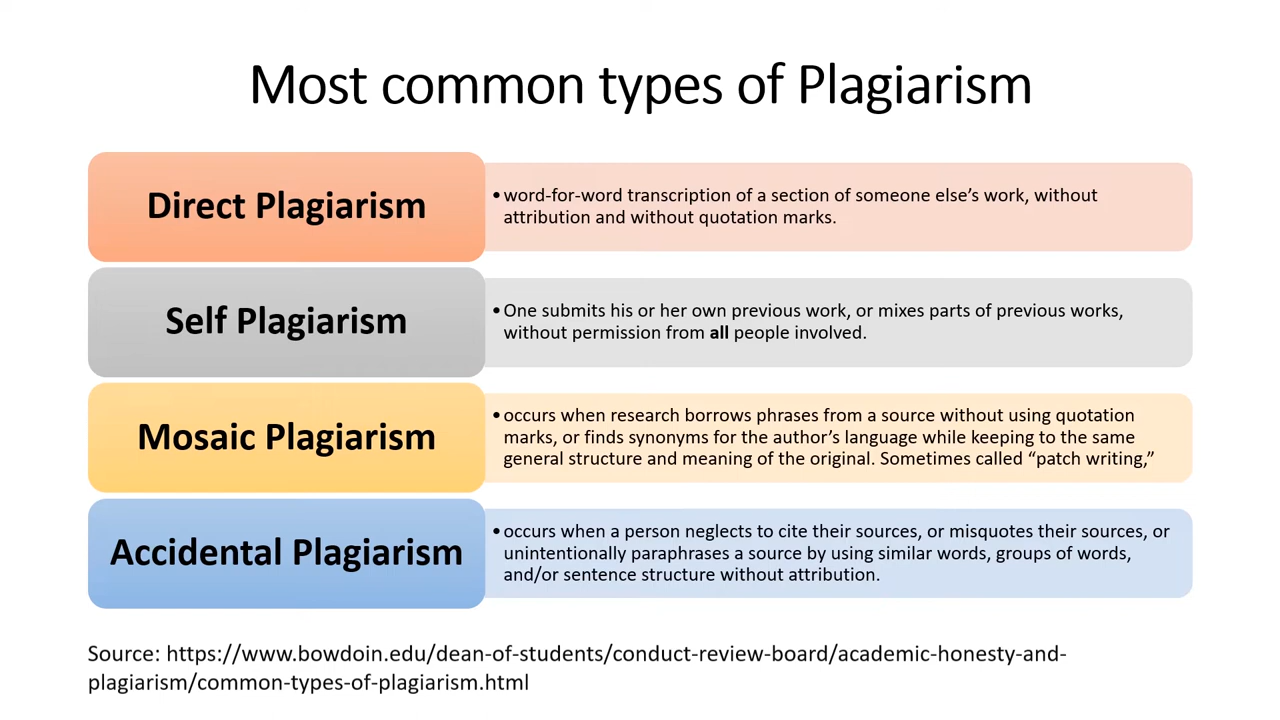 Most common types of Plagiarism
Direct Plagiarism
• word-for-word transcription of a section of someone else’s work, without
attribution and without quotation marks.
Self Plagiarism
• One submits his or her own previous work, or mixes parts of previous works,
without permission from all people involved.
Mosaic Plagiarism
• occurs when research borrows phrases from a source without using quotation
marks, or finds synonyms for the author’s language while keeping to the same
general structure and meaning of the original. Sometimes called “patch writing,”
Accidental Plagiarism
• occurs when a person neglects to cite their sources, or misquotes their sources, or
unintentionally paraphrases a source by using similar words, groups of words,
and/or sentence structure without attribution.
Source: https://www.bowdoin.edu/dean-of-students/conduct-review-board/academic-honesty-and-
plagiarism/common-types-of-plagiarism.html